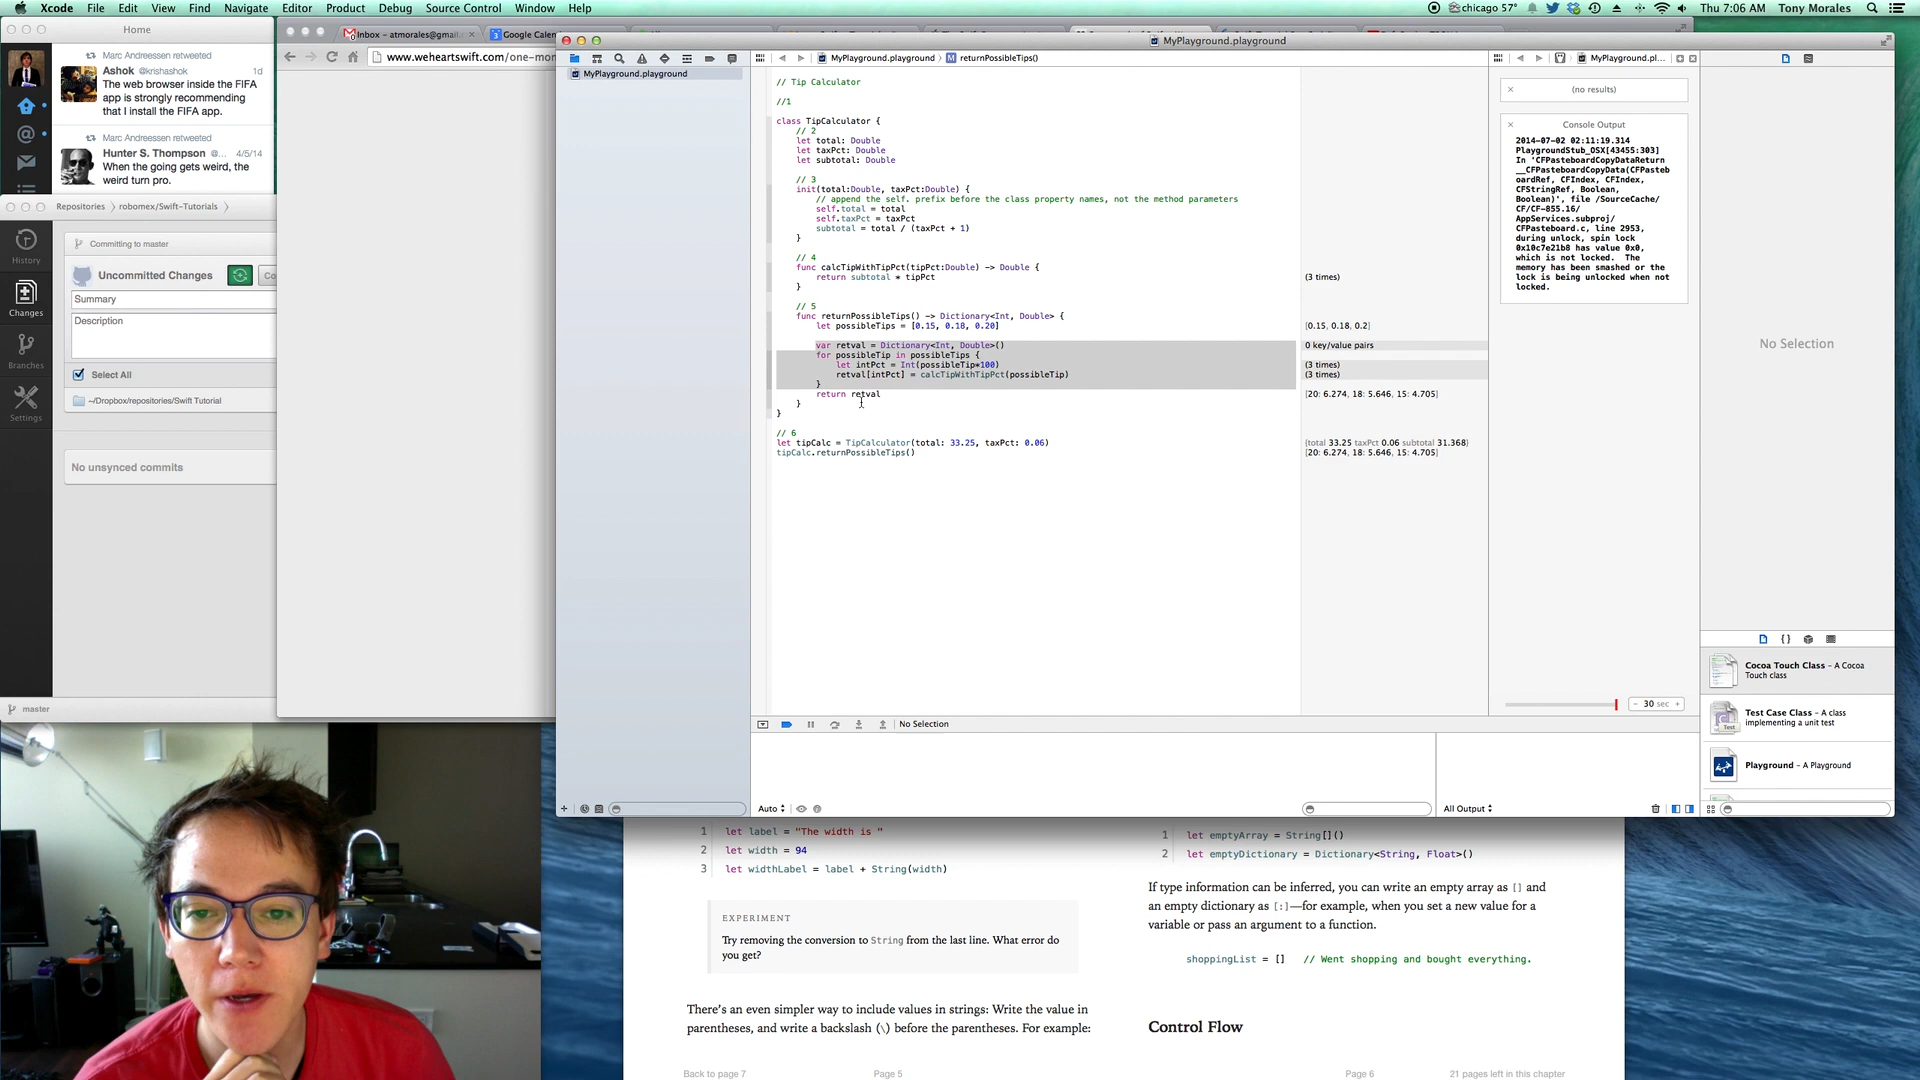 Xcode File Edit View Find Navigate Editor Product Debug Source Control Window Help
chicago 57° Thu 7:06 AM Tony Morales
Home
Marc Andreessen retweeted
Ashok @krishashok 1d
The web browser inside the FIFA
app is strongly recommending
that I install the FIFA app.
Marc Andreessen retweeted
Hunter S. Thompson @... 4/5/14
When the going gets weird, the
weird turn pro.
Repositories robomex/Swift-Tutorials
History
Changes
Branches
Settings
Committing to master
Uncommitted Changes
Summary
Description
Select All
~/Dropbox/repositories/Swift Tutorial
No unsynced commits
master
Inbox - atmorales@gmail.
Google Calen
www.weheartswift.com/one-mon
MyPlayground.playground
MyPlayground.playground
MyPlayground.playground returnPossibleTips()
// Tip Calculator
//1
class TipCalculator {
// 2
let total: Double
let taxPct: Double
let subtotal: Double
// 3
init(total:Double, taxPct:Double) {
// append the self. prefix before the class property names, not the method parameters
self.total = total
self.taxPct = taxPct
subtotal = total / (taxPct + 1)
}
// 4
func calcTipWithTipPct(tipPct:Double) -> Double {
return subtotal * tipPct
}
// 5
func returnPossibleTips() -> Dictionary<Int, Double> {
let possibleTips = [0.15, 0.18, 0.20]
var retval = Dictionary<Int, Double>()
for possibleTip in possibleTips {
let intPct = Int(possibleTip*100)
retval[intPct] = calcTipWithTipPct(possibleTip)
}
return retval
}
}
// 6
let tipCalc = TipCalculator(total: 33.25, taxPct: 0.06)
tipCalc.returnPossibleTips()
(3 times)
[0.15, 0.18, 0.2]
0 key/value pairs
(3 times)
(3 times)
[20: 6.274, 18: 5.646, 15: 4.705]
{total 33.25 taxPct 0.06 subtotal 31.368}
[20: 6.274, 18: 5.646, 15: 4.705]
MyPlayground.pl...
(no results)
Console Output
2014-07-02 02:11:19.314
PlaygroundStub_OSX[43455:303]
In 'CFPasteboardCopyDataReturn
__CFPasteboardCopyData(CFPasteb
oardRef, CFIndex, CFIndex,
CFStringRef, Boolean,
Boolean)', file /SourceCache/
CF/CF-855.16/
AppServices.subproj/
CFPasteboard.c, line 2953,
during unlock, spin lock
0x10c7e21b8 has value 0x0,
which is not locked. The
memory has been smashed or the
lock is being unlocked when not
locked.
30 sec
No Selection
Cocoa Touch Class - A Cocoa
Touch class
Test Case Class - A class
implementing a unit test
Test
Playground - A Playground
No Selection
Auto
All Output
1 let label = "The width is "
2 let width = 94
3 let widthLabel = label + String(width)
EXPERIMENT
Try removing the conversion to String from the last line. What error do
you get?
There's an even simpler way to include values in strings: Write the value in
parentheses, and write a backslash (\) before the parentheses. For example:
Back to page 7
Page 5
1 let emptyArray = String[]()
2 let emptyDictionary = Dictionary<String, Float>()
If type information can be inferred, you can write an empty array as [] and
an empty dictionary as [:]—for example, when you set a new value for a
variable or pass an argument to a function.
shoppingList = [] // Went shopping and bought everything.
Control Flow
Page 6
21 pages left in this chapter